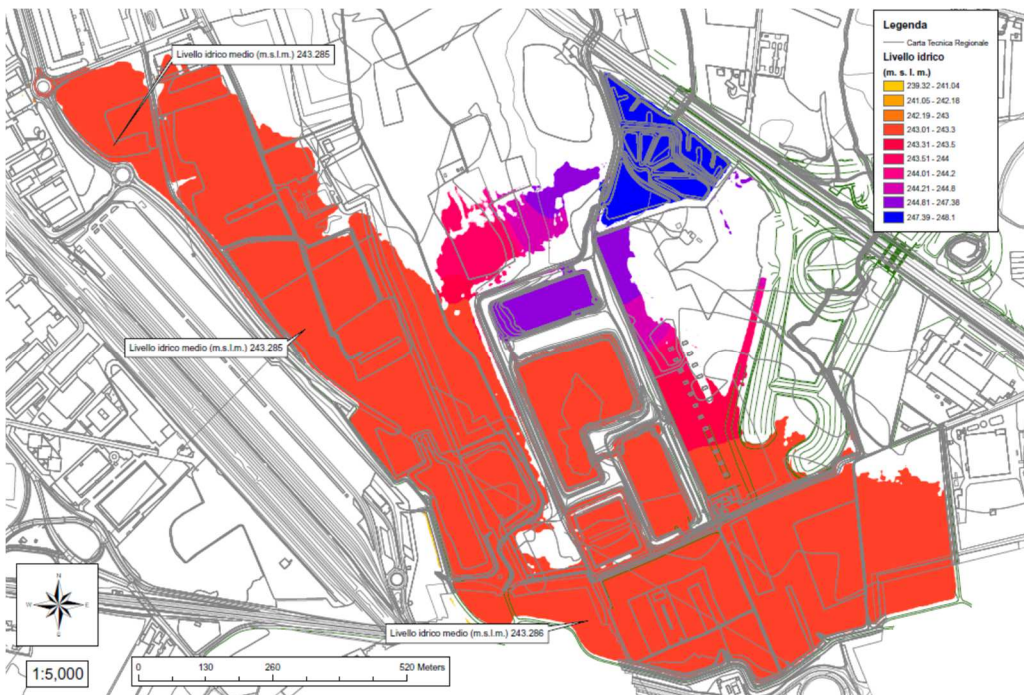 Livello idrico medio (m.s.l.m.) 243.285
Livello idrico medio (m.s.l.m.) 243.285
Livello idrico medio (m.s.l.m.) 243.286
Legenda
Carta Tecnica Regionale
Livello idrico
(m. s. l. m.)
239.32 - 241.04
241.05 - 242.18
242.19 - 243
243.01 - 243.3
243.31 - 243.5
243.51 - 244
244.01 - 244.2
244.21 - 244.8
244.81 - 247.38
247.39 - 248.1
N
W
E
S
1:5,000
0 130 260 520 Meters